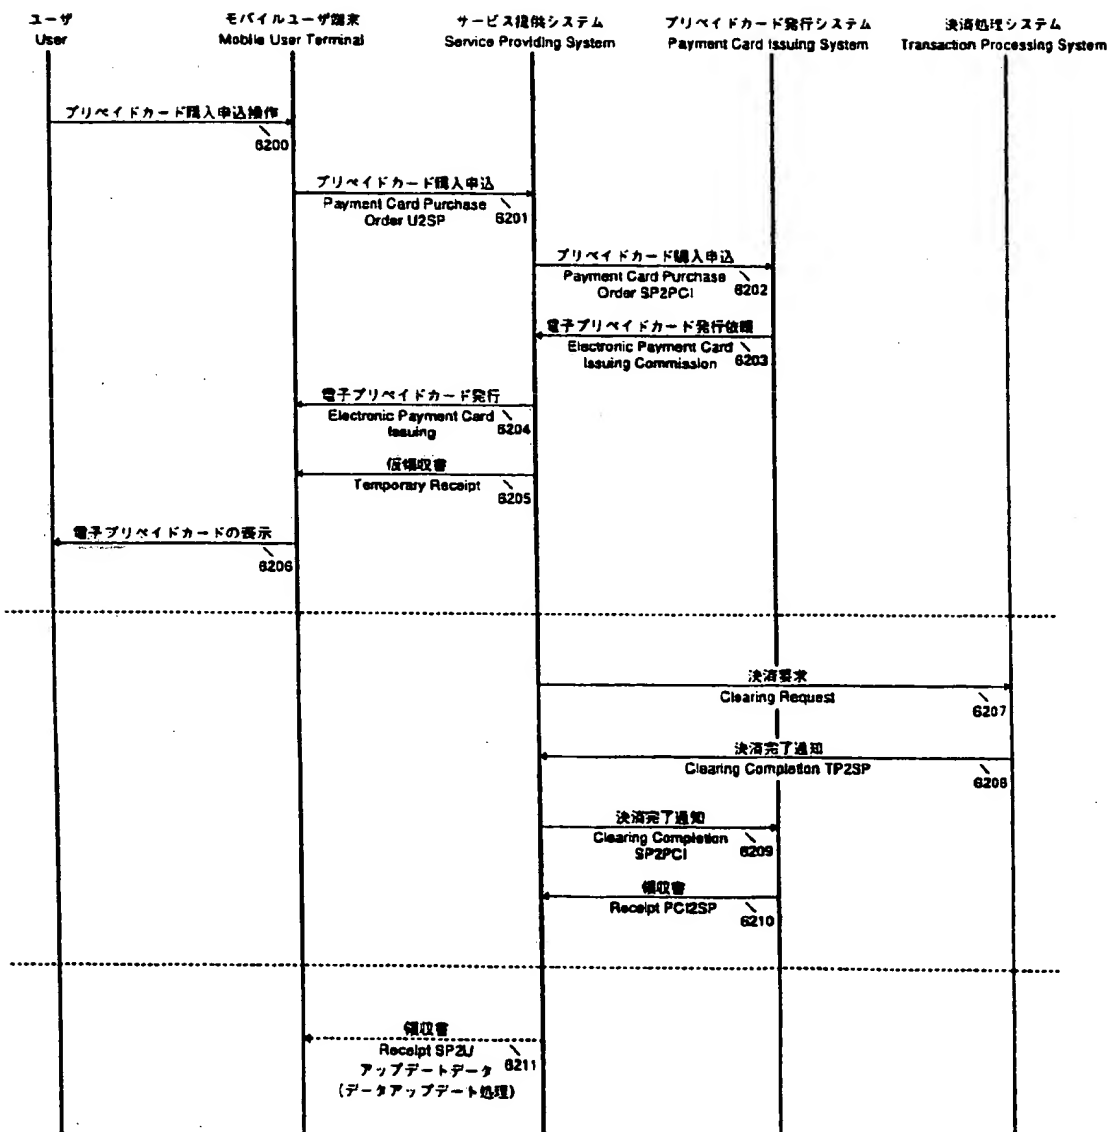 ユーザ
User
モバイルユーザ端末
Mobile User Terminal
サービス提供システム
Service Providing System
プリペイドカード発行システム
Payment Card Issuing System
決済処理システム
Transaction Processing System
プリペイドカード購入申込操作
6200
プリペイドカード購入申込
Payment Card Purchase
Order U2SP
6201
プリペイドカード購入申込
Payment Card Purchase
Order SP2PCI
6202
電子プリペイドカード発行依頼
Electronic Payment Card
Issuing Commission
6203
電子プリペイドカード発行
Electronic Payment Card
Issuing
6204
仮領収書
Temporary Receipt
6205
電子プリペイドカードの表示
6206
決済要求
Clearing Request
6207
決済完了通知
Clearing Completion TP2SP
6208
決済完了通知
Clearing Completion
SP2PCI
6209
領収書
Receipt PCI2SP
6210
領収書
Receipt SP2U
6211
アップデートデータ
(データアップデート処理)